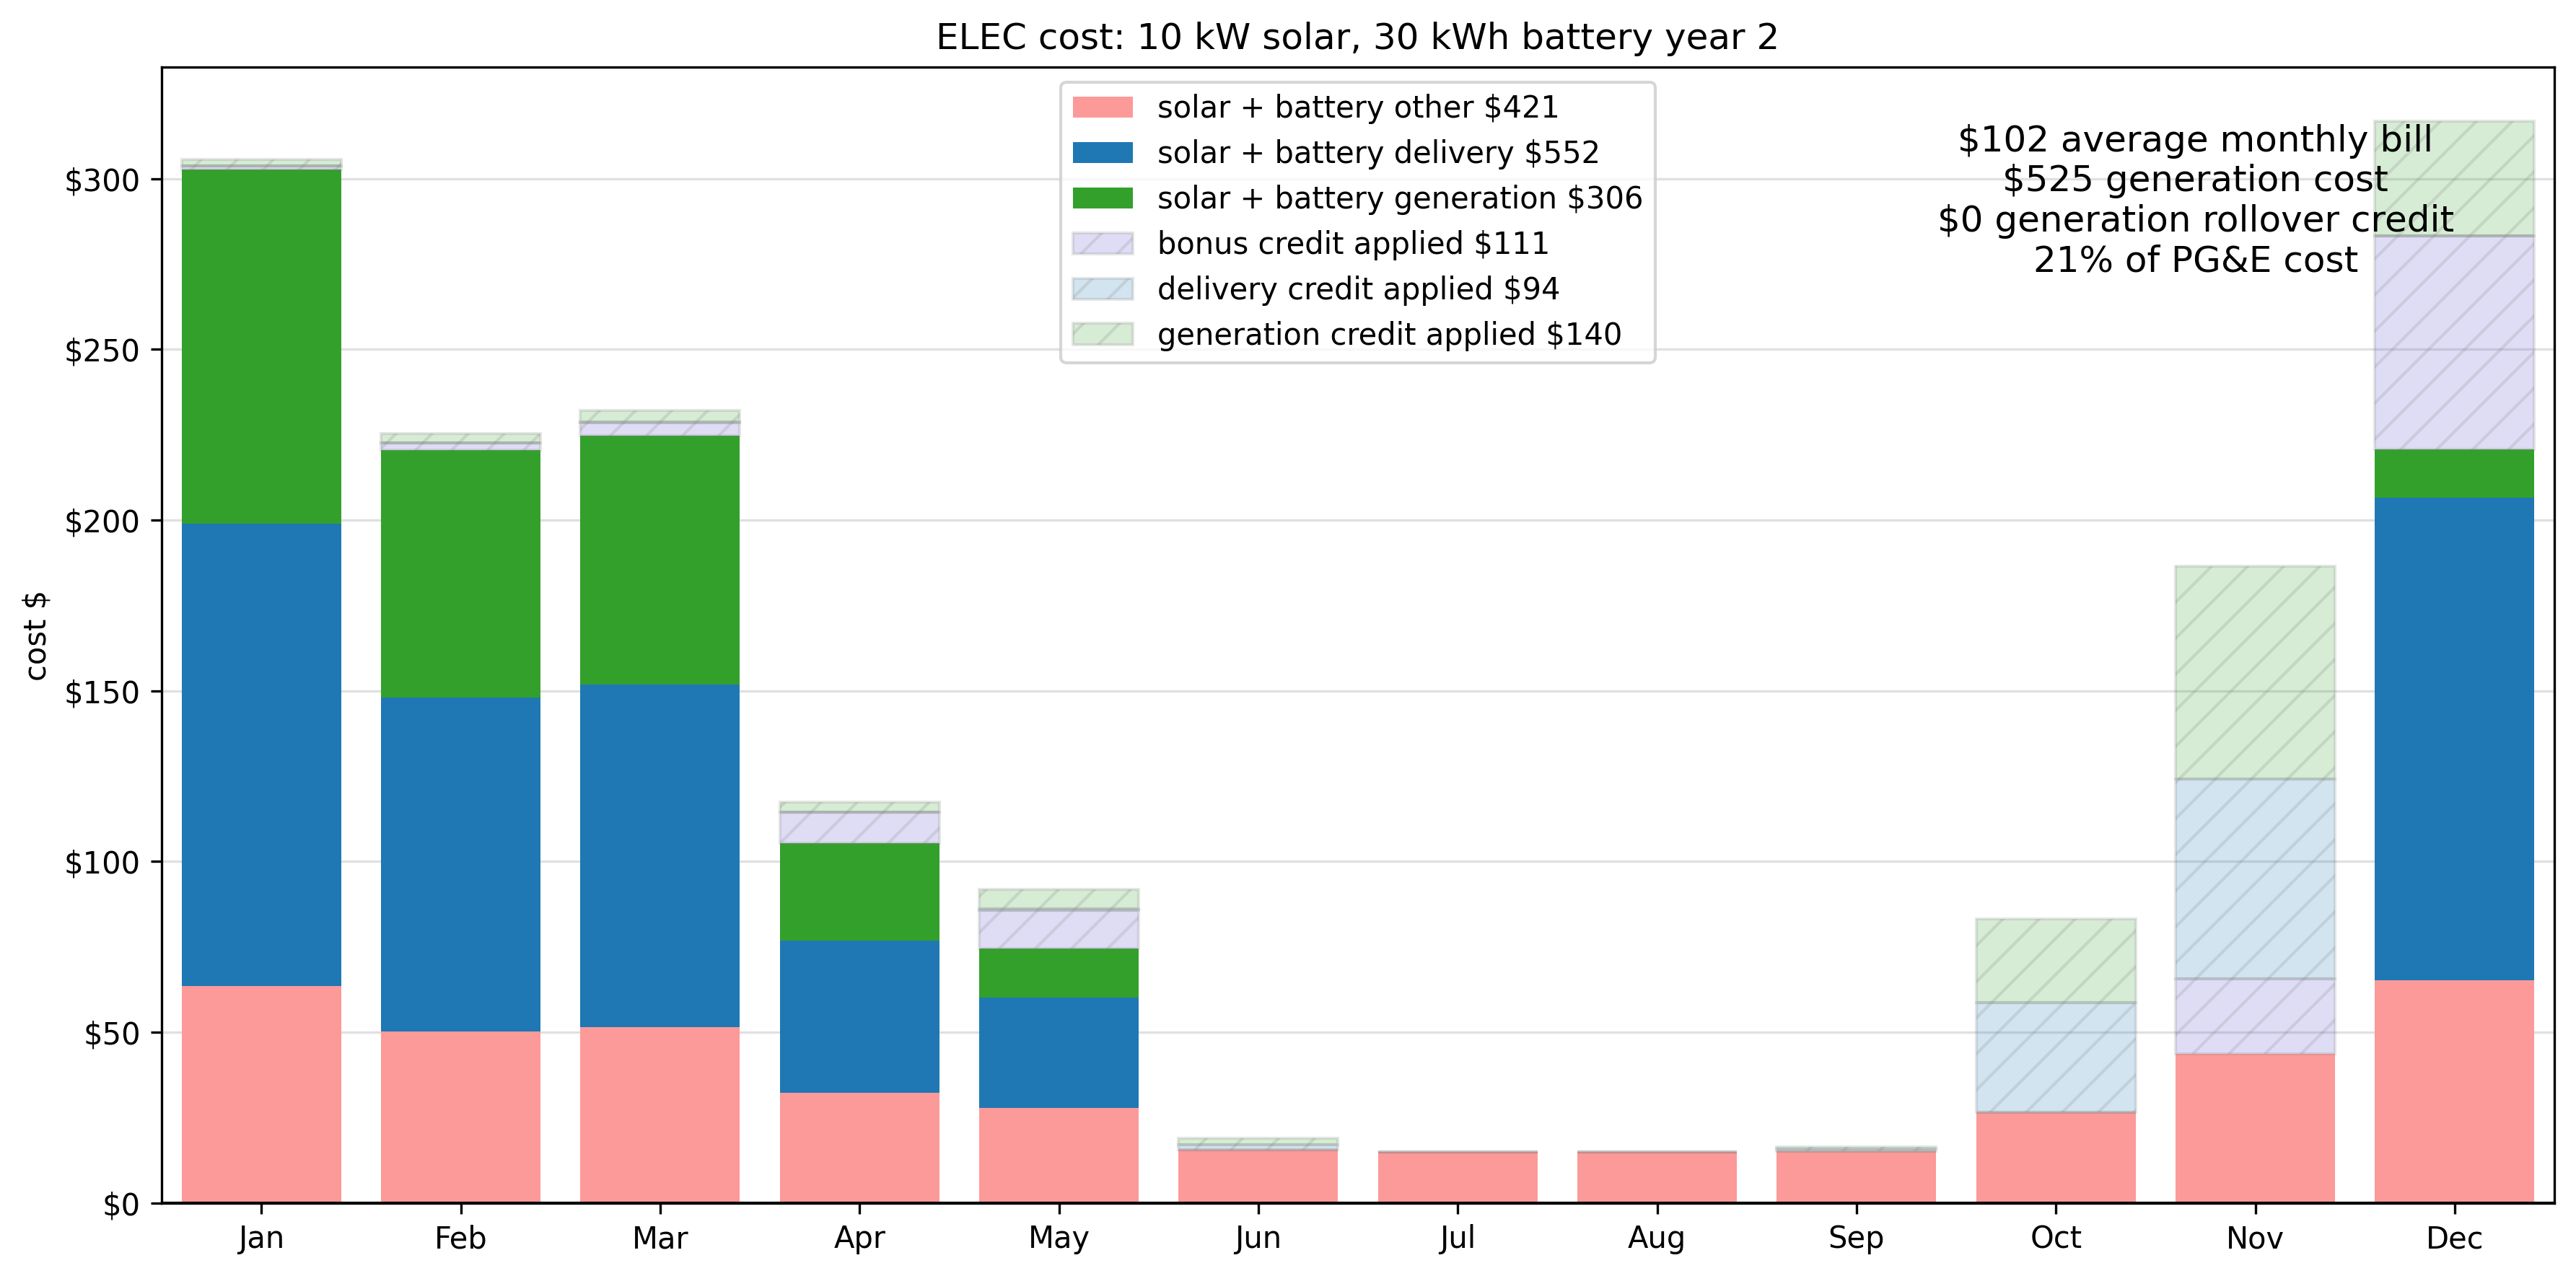 ELEC cost: 10 kW solar, 30 kWh battery year 2
solar + battery other $421
solar + battery delivery $552
solar + battery generation $306
bonus credit applied $111
delivery credit applied $94
generation credit applied $140
$102 average monthly bill
$525 generation cost
$0 generation rollover credit
21% of PG&E cost
cost $
$300
$250
$200
$150
$100
$50
$0
Jan Feb Mar Apr May Jun Jul Aug Sep Oct Nov Dec